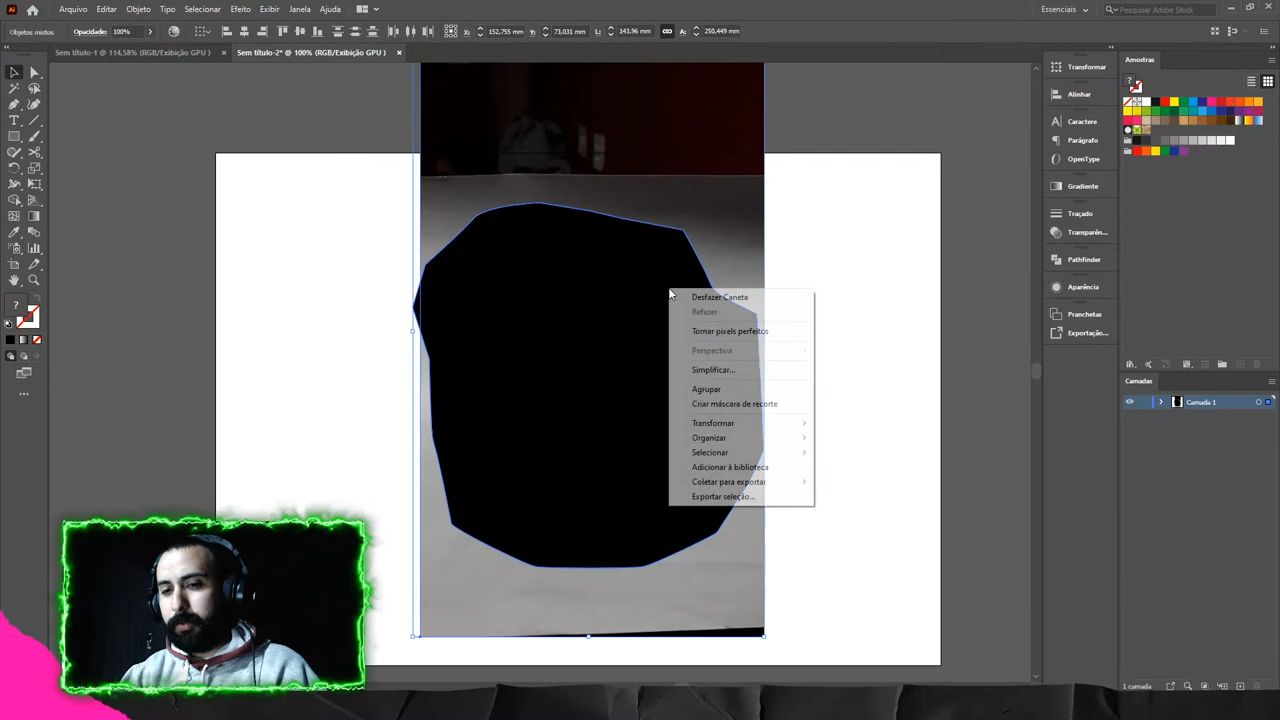 Ai Arquivo Editar Objeto Tipo Selecionar Efeito Exibir Janela Ajuda Essenciais Pesquisar Adobe Stock
Objetos mistos Opacidade: 100% X: 152,755 mm Y: 73,031 mm L: 143,96 mm A: 250,449 mm
Sem título-1 @ 114,58% (RGB/Exibição GPU ) × Sem título-2* @ 100% (RGB/Exibição GPU ) ×
Transformar
Alinhar
Caractere
Parágrafo
OpenType
Gradiente
Traçado
Transparên...
Pathfinder
Aparência
Pranchetas
Exportação...
Amostras
Desfazer Caneta
Refazer
Tornar pixels perfeitos
Perspectiva
Simplificar...
Agrupar
Criar máscara de recorte
Transformar
Organizar
Selecionar
Adicionar à biblioteca
Coletar para exportar
Exportar seleção...
Camadas
Camada 1
1 camada